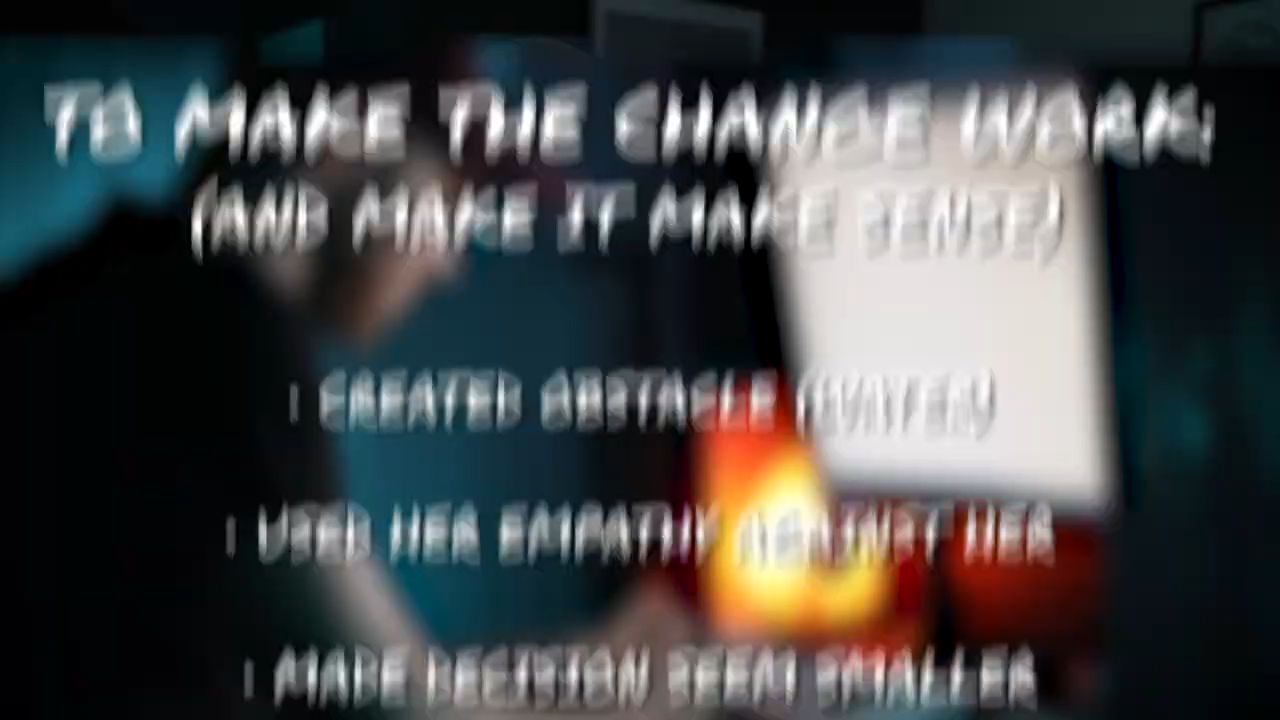 TO MAKE THE CHANGE WORK:
(AND MAKE IT MAKE SENSE)
| CREATED OBSTACLE (WATER)
| USED HER EMPATHY AGAINST HER
| MADE DECISION SEEM SMALLER